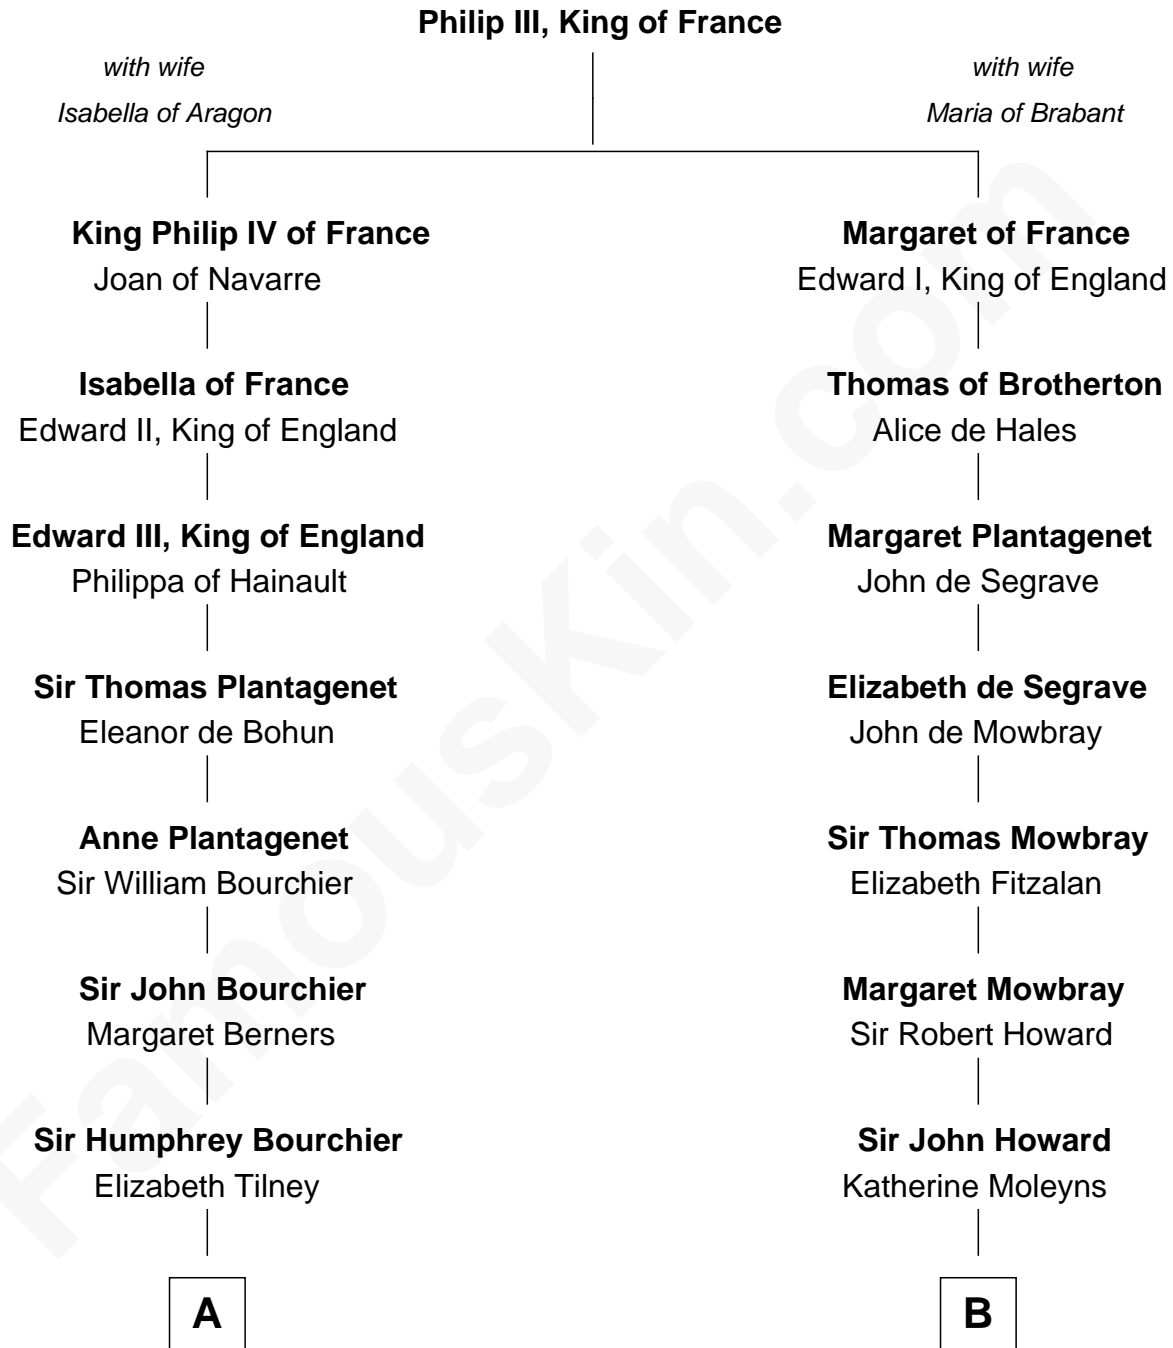 Philip III, King of France
with wife
Isabella of Aragon
with wife
Maria of Brabant
King Philip IV of France
Joan of Navarre
Margaret of France
Edward I, King of England
Isabella of France
Edward II, King of England
Thomas of Brotherton
Alice de Hales
Edward III, King of England
Philippa of Hainault
Margaret Plantagenet
John de Segrave
Sir Thomas Plantagenet
Eleanor de Bohun
Elizabeth de Segrave
John de Mowbray
Anne Plantagenet
Sir William Bourchier
Sir Thomas Mowbray
Elizabeth Fitzalan
Sir John Bourchier
Margaret Berners
Margaret Mowbray
Sir Robert Howard
Sir Humphrey Bourchier
Elizabeth Tilney
Sir John Howard
Katherine Moleyns
A
B
FamousKin.com